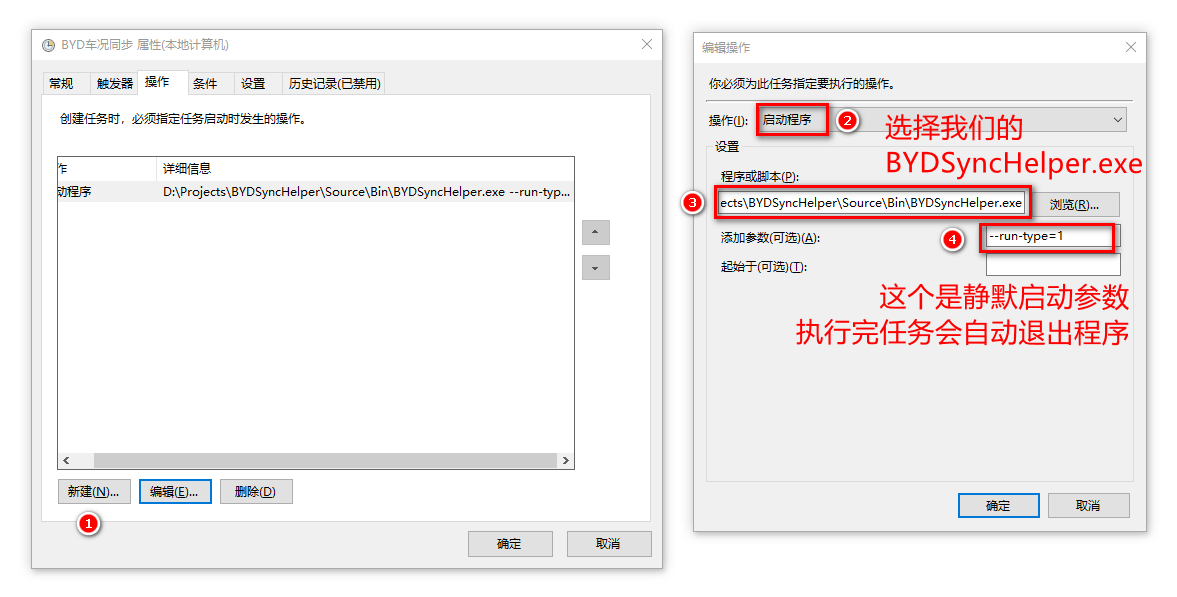 BYD车况同步 属性(本地计算机)
常规 触发器 操作 条件 设置 历史记录(已禁用)
创建任务时，必须指定任务启动时发生的操作。
作 详细信息
动程序 D:\Projects\BYDSyncHelper\Source\Bin\BYDSyncHelper.exe --run-typ...
新建(N)... 编辑(E)... 删除(D)
1
确定 取消
编辑操作
你必须为此任务指定要执行的操作。
操作(I): 启动程序 2
选择我们的
BYDSyncHelper.exe
设置
程序或脚本(P):
3 ects\BYDSyncHelper\Source\Bin\BYDSyncHelper.exe 浏览(R)...
添加参数(可选)(A): 4 --run-type=1
起始于(可选)(T):
这个是静默启动参数
执行完任务会自动退出程序
确定 取消